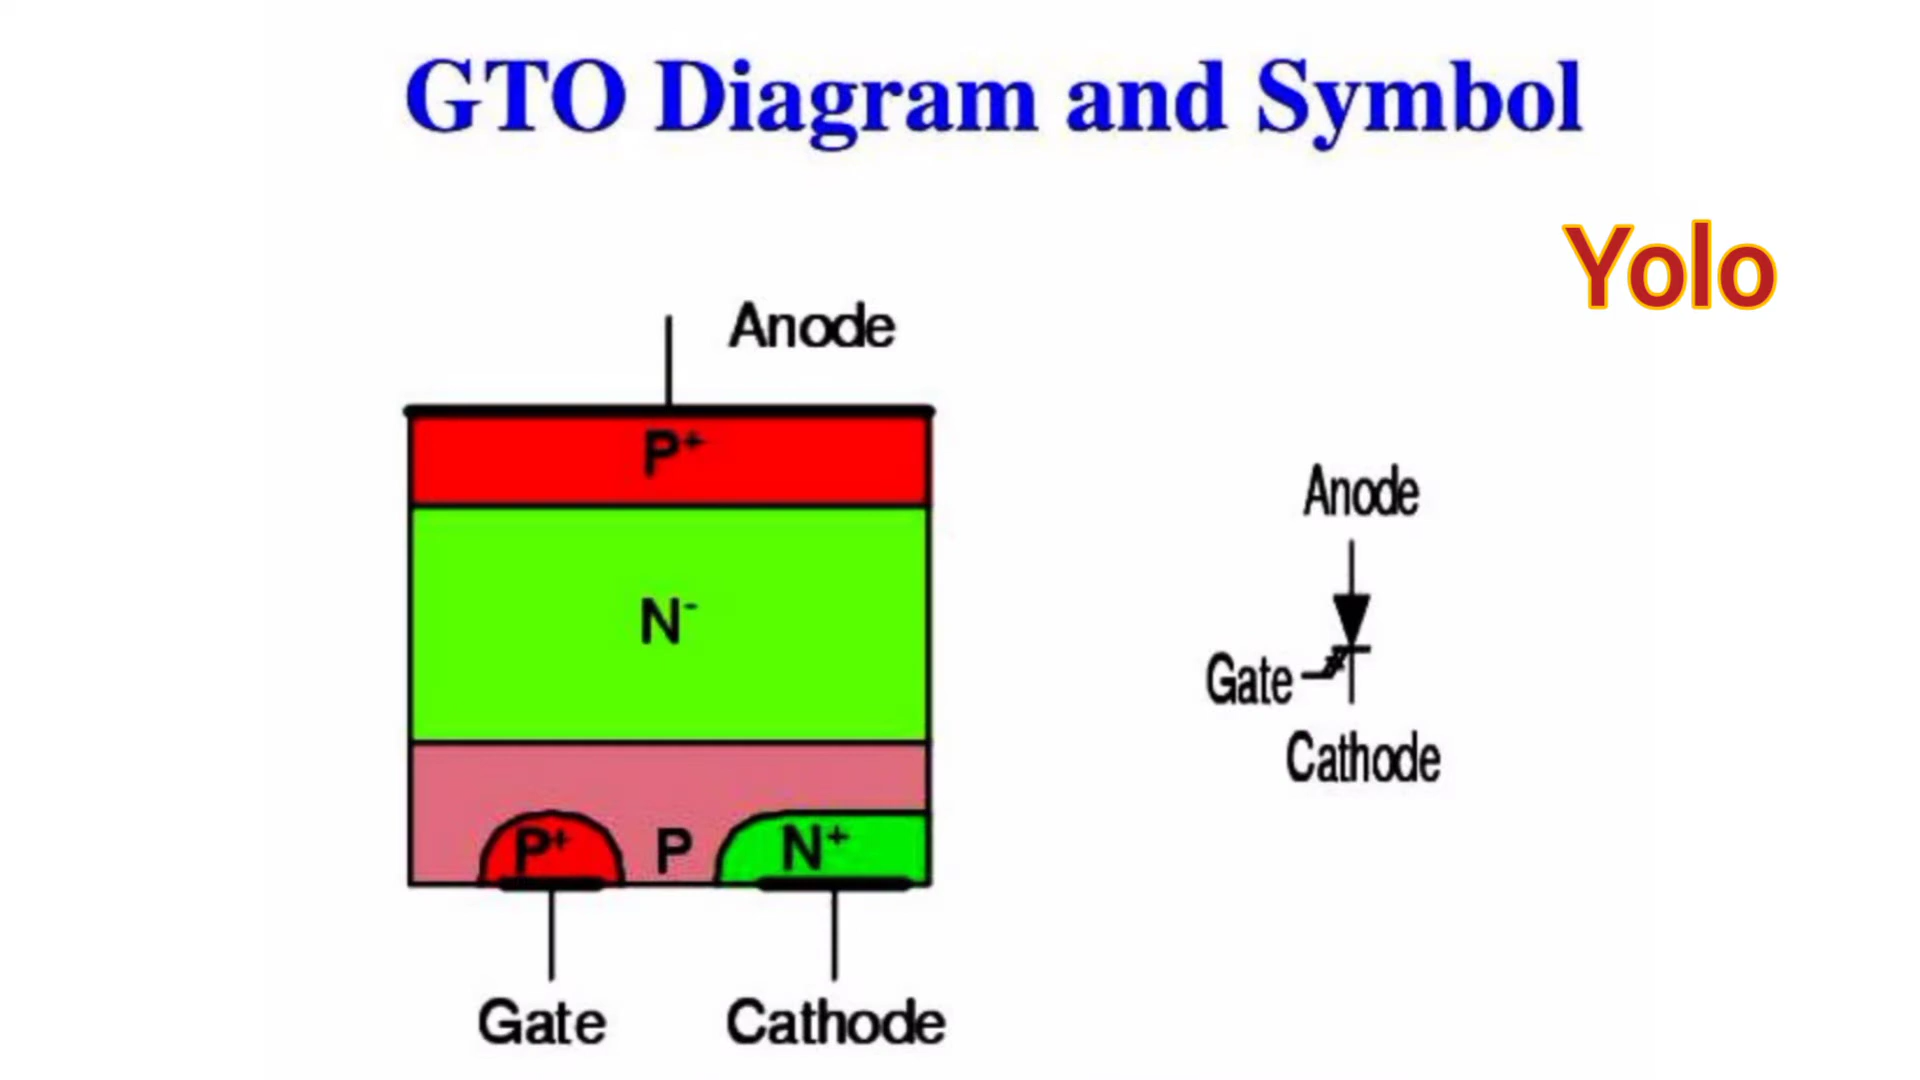 GTO Diagram and Symbol
Yolo
Anode
P⁺
N⁻
P⁺ P N⁺
Gate Cathode
Anode
Gate
Cathode